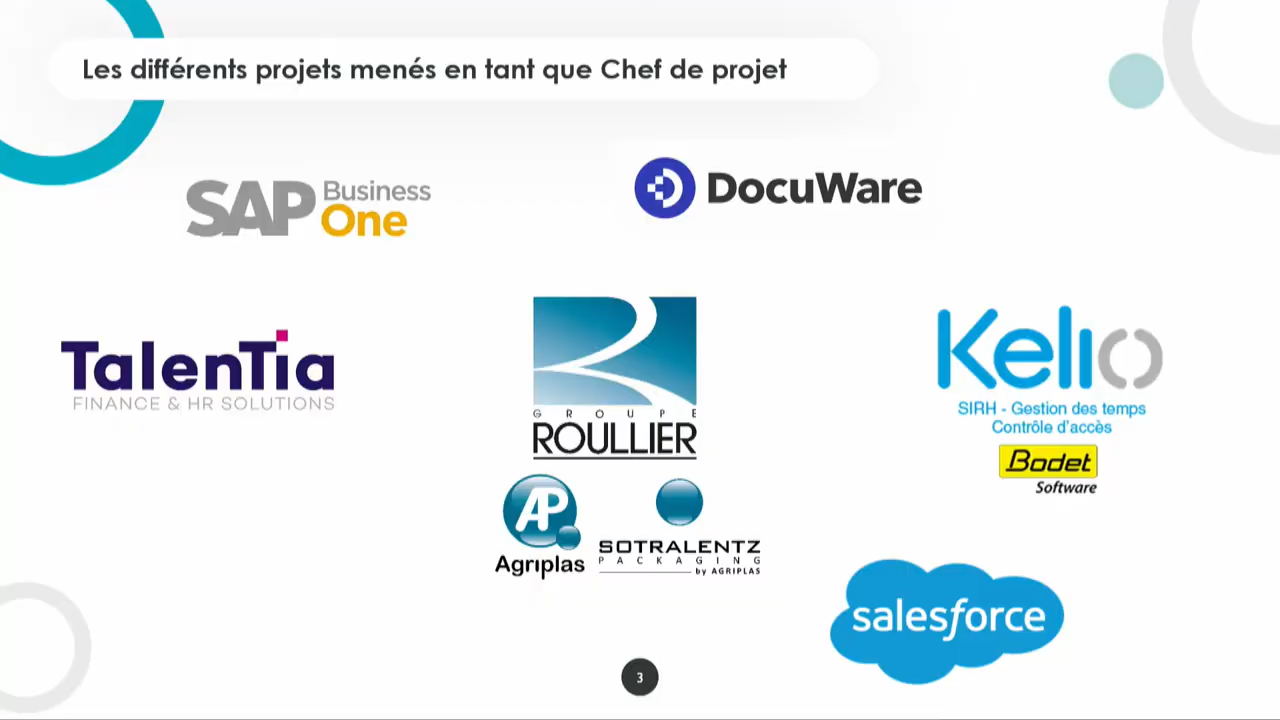 Les différents projets menés en tant que Chef de projet
SAP Business
One
DocuWare
TalenTia
FINANCE & HR SOLUTIONS
GROUPE
ROULLIER
Kelio
SIRH - Gestion des temps
Contrôle d'accès
Bodet
Software
AP
Agriplas
SOTRALENTZ
PACKAGING
by AGRIPLAS
salesforce
3